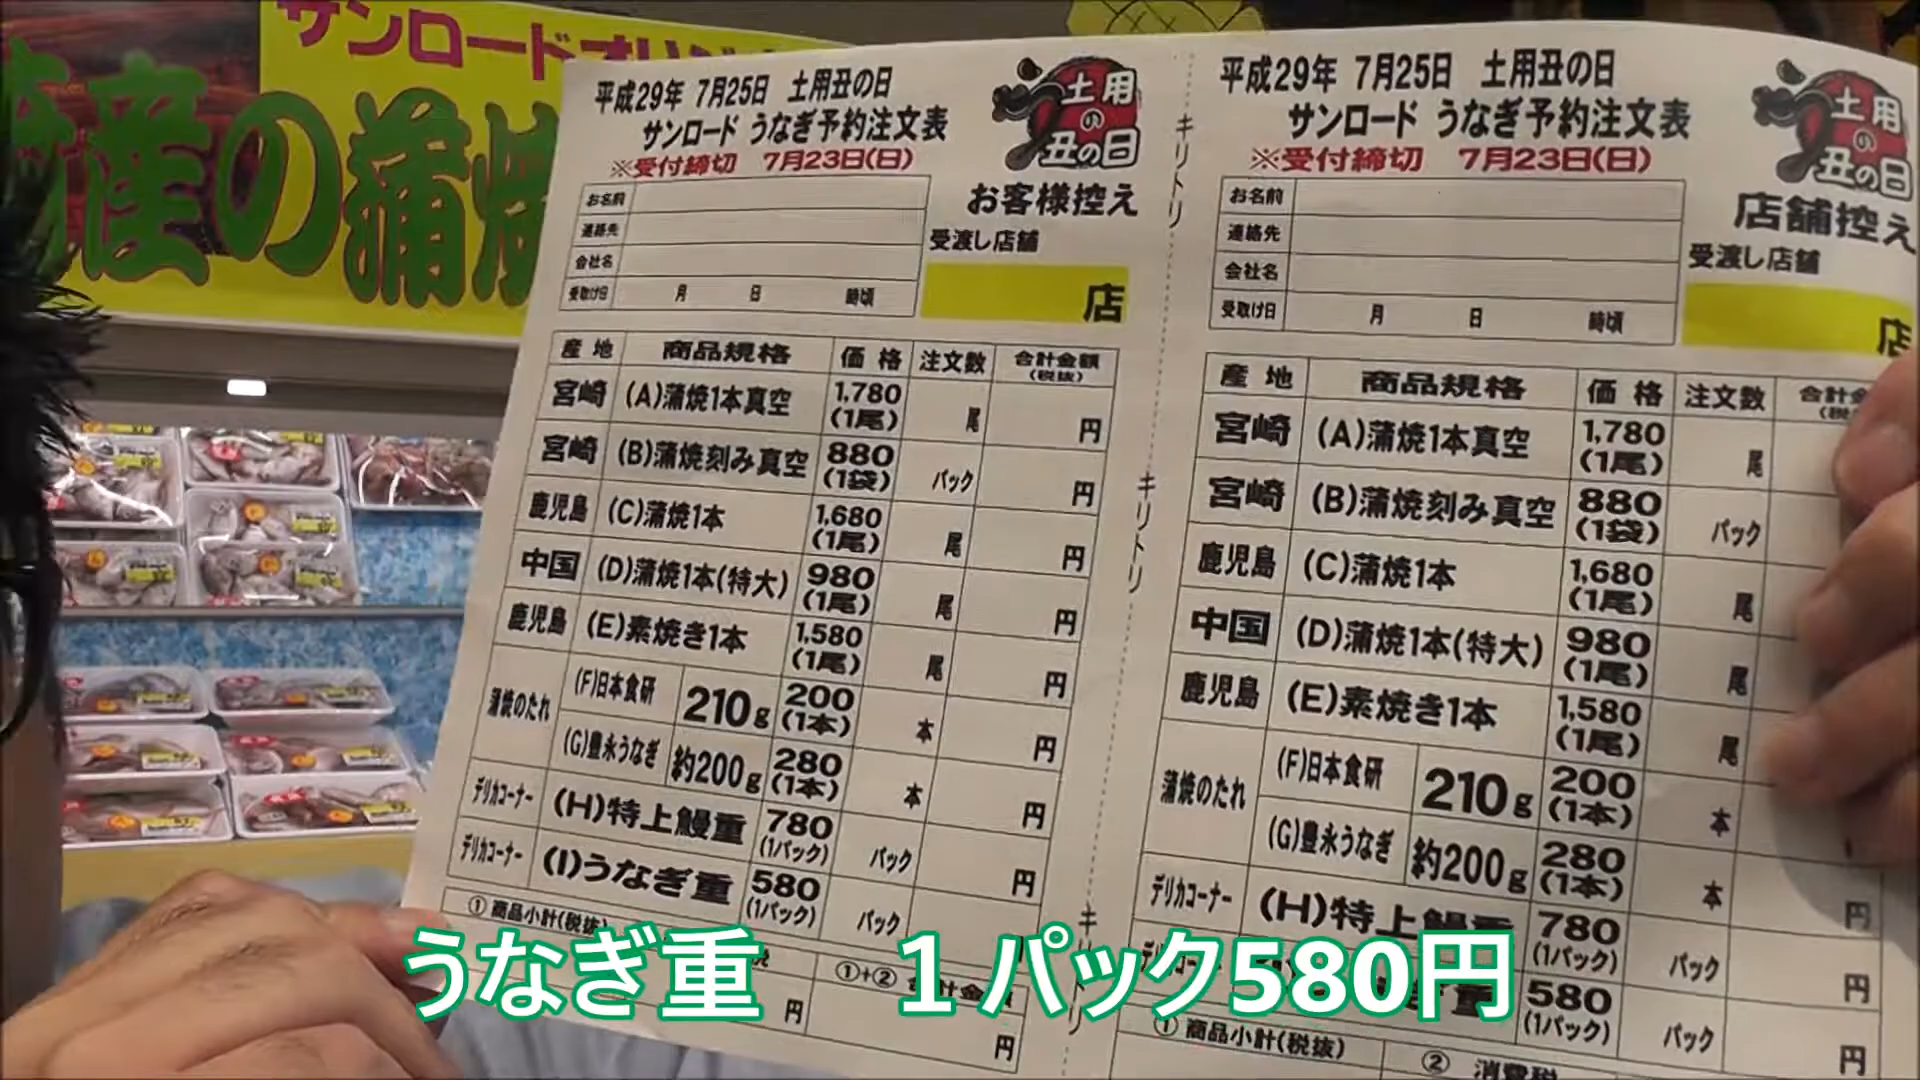 サンロードオリジ
産の蒲焼
平成29年 7月25日 土用丑の日
サンロード うなぎ予約注文表
※受付締切 7月23日(日)
土用の丑の日
お客様控え
お名前
連絡先
会社名
受取け日 月 日 時頃
受渡し店舗
店
産地 商品規格 価格 注文数 合計金額(税抜)
宮崎 (A)蒲焼1本真空 1,780(1尾) 尾 円
宮崎 (B)蒲焼刻み真空 880(1袋) パック 円
鹿児島 (C)蒲焼1本 1,680(1尾) 尾 円
中国 (D)蒲焼1本(特大) 980(1尾) 尾 円
鹿児島 (E)素焼き1本 1,580(1尾) 尾 円
蒲焼のたれ (F)日本食研 210g 200(1本) 本 円
(G)豊永うなぎ 約200g 280(1本) 本 円
デリカコーナー (H)特上鰻重 780(1パック) パック 円
デリカコーナー (I)うなぎ重 580(1パック) パック
①商品小計(税抜)
①+② 合計金額
円
円
キリトリ
キリトリ
キリトリ
平成29年 7月25日 土用丑の日
サンロード うなぎ予約注文表
※受付締切 7月23日(日)
土用の丑の日
店舗控え
お名前
連絡先
会社名
受取け日 月 日 時頃
受渡し店舗
店
産地 商品規格 価格 注文数 合計金
宮崎 (A)蒲焼1本真空 1,780(1尾) 尾
宮崎 (B)蒲焼刻み真空 880(1袋) パック
鹿児島 (C)蒲焼1本 1,680(1尾) 尾
中国 (D)蒲焼1本(特大) 980(1尾) 尾
鹿児島 (E)素焼き1本 1,580(1尾) 尾
蒲焼のたれ (F)日本食研 210g 200(1本) 本
(G)豊永うなぎ 約200g 280(1本) 本 円
デリカコーナー (H)特上鰻重 780(1パック) パック 円
580(1パック) パック 円
①商品小計(税抜)
② 消費税
うなぎ重 1パック580円